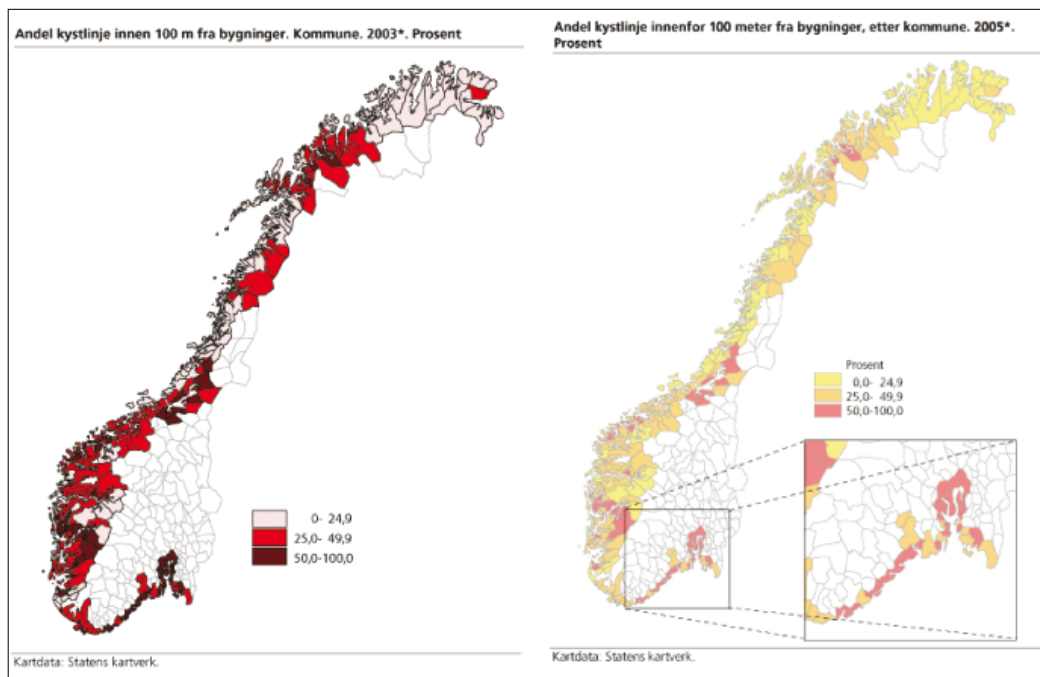 Andel kystlinje innen 100 m fra bygninger. Kommune. 2003*. Prosent
0- 24,9
25,0- 49,9
50,0-100,0
Kartdata: Statens kartverk.
Andel kystlinje innenfor 100 meter fra bygninger, etter kommune. 2005*.
Prosent
Prosent
0,0- 24,9
25,0- 49,9
50,0-100,0
Kartdata: Statens kartverk.